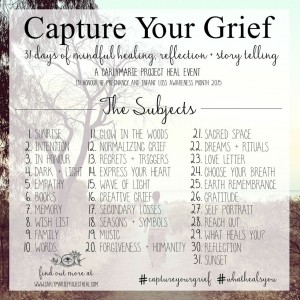 Capture Your Grief
31 days of mindful healing, reflection + story telling
A CARLYMARIE PROJECT HEAL EVENT
IN HONOUR OF PREGNANCY AND INFANT LOSS AWARENESS MONTH 2015
The Subjects
1. SUNRISE
2. INTENTION
3. IN HONOUR
4. DARK + LIGHT
5. EMPATHY
6. BOOKS
7. MEMORY
8. WISH LIST
9. FAMILY
10. WORDS
11. GLOW IN THE WOODS
12. NORMALIZING GRIEF
13. REGRETS + TRIGGERS
14. EXPRESS YOUR HEART
15. WAVE OF LIGHT
16. CREATIVE GRIEF
17. SECONDARY LOSSES
18. SEASONS + SYMBOLS
19. MUSIC
20. FORGIVENESS + HUMANITY
21. SACRED SPACE
22. DREAMS + RITUALS
23. LOVE LETTER
24. CHOOSE YOUR BREATH
25. EARTH REMEMBRANCE
26. GRATITUDE
27. SELF PORTRAIT
28. REACH OUT
29. WHAT HEALS YOU?
30. REFLECTION
31. SUNSET
find out more at
WWW.CARLYMARIEPROJECTHEAL.COM
#captureyourgrief #whathealsyou